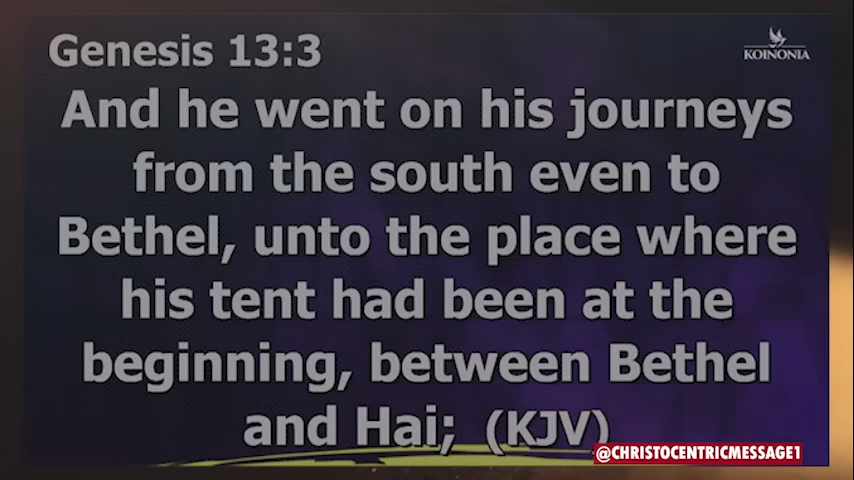 Genesis 13:3
KOINONIA
And he went on his journeys
from the south even to
Bethel, unto the place where
his tent had been at the
beginning, between Bethel
and Hai; (KJV)
@CHRISTOCENTRICMESSAGE1